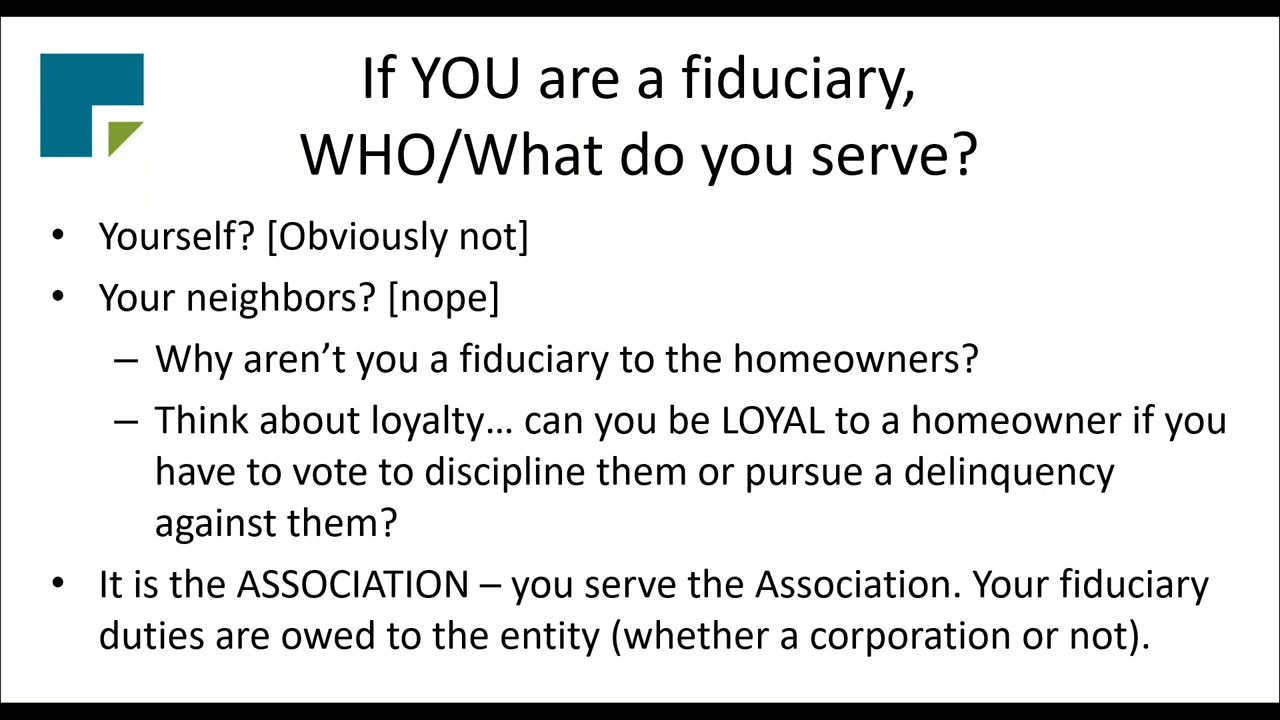 If YOU are a fiduciary,
WHO/What do you serve?
• Yourself? [Obviously not]
• Your neighbors? [nope]
– Why aren’t you a fiduciary to the homeowners?
– Think about loyalty… can you be LOYAL to a homeowner if you
have to vote to discipline them or pursue a delinquency
against them?
• It is the ASSOCIATION – you serve the Association. Your fiduciary
duties are owed to the entity (whether a corporation or not).